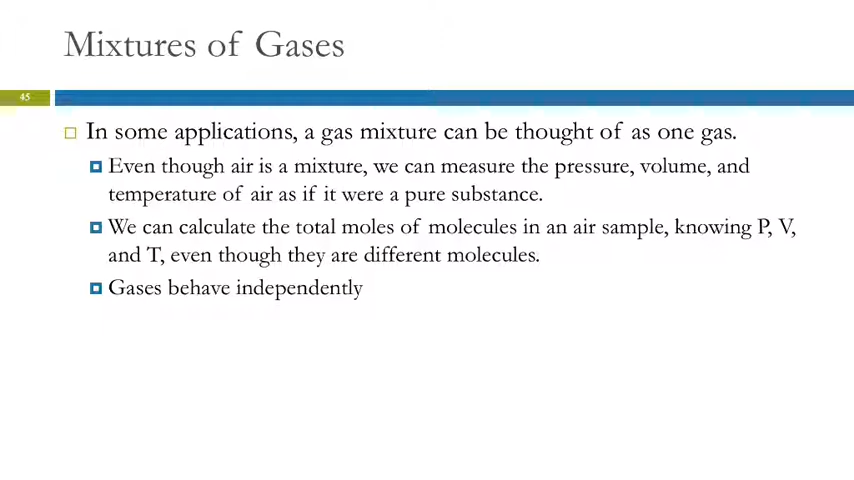 Mixtures of Gases
45
In some applications, a gas mixture can be thought of as one gas.
Even though air is a mixture, we can measure the pressure, volume, and
temperature of air as if it were a pure substance.
We can calculate the total moles of molecules in an air sample, knowing P, V,
and T, even though they are different molecules.
Gases behave independently